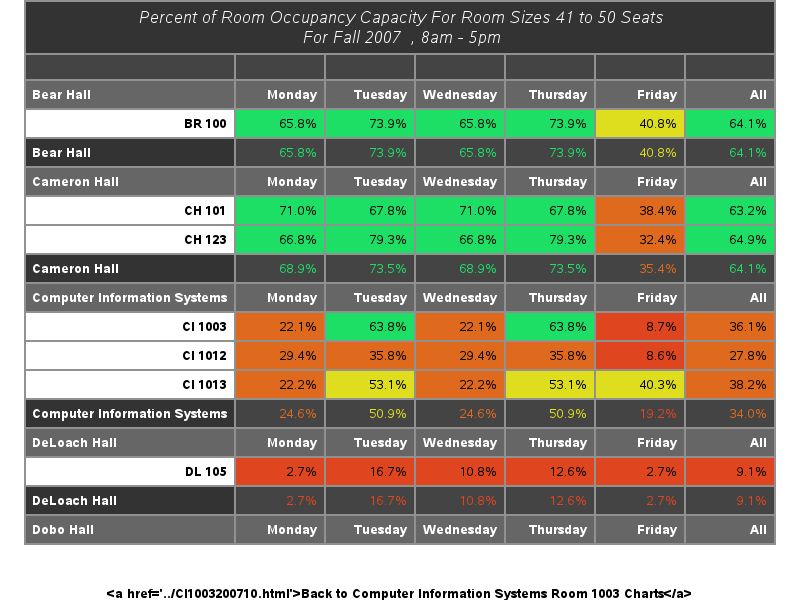 Percent of Room Occupancy Capacity For Room Sizes 41 to 50 Seats
For Fall 2007 , 8am - 5pm
Bear Hall Monday Tuesday Wednesday Thursday Friday All
BR 100 65.8% 73.9% 65.8% 73.9% 40.8% 64.1%
Bear Hall 65.8% 73.9% 65.8% 73.9% 40.8% 64.1%
Cameron Hall Monday Tuesday Wednesday Thursday Friday All
CH 101 71.0% 67.8% 71.0% 67.8% 38.4% 63.2%
CH 123 66.8% 79.3% 66.8% 79.3% 32.4% 64.9%
Cameron Hall 68.9% 73.5% 68.9% 73.5% 35.4% 64.1%
Computer Information Systems Monday Tuesday Wednesday Thursday Friday All
CI 1003 22.1% 63.8% 22.1% 63.8% 8.7% 36.1%
CI 1012 29.4% 35.8% 29.4% 35.8% 8.6% 27.8%
CI 1013 22.2% 53.1% 22.2% 53.1% 40.3% 38.2%
Computer Information Systems 24.6% 50.9% 24.6% 50.9% 19.2% 34.0%
DeLoach Hall Monday Tuesday Wednesday Thursday Friday All
DL 105 2.7% 16.7% 10.8% 12.6% 2.7% 9.1%
DeLoach Hall 2.7% 16.7% 10.8% 12.6% 2.7% 9.1%
Dobo Hall Monday Tuesday Wednesday Thursday Friday All
&lt;a href='../CI1003200710.html'&gt;Back to Computer Information Systems Room 1003 Charts&lt;/a&gt;